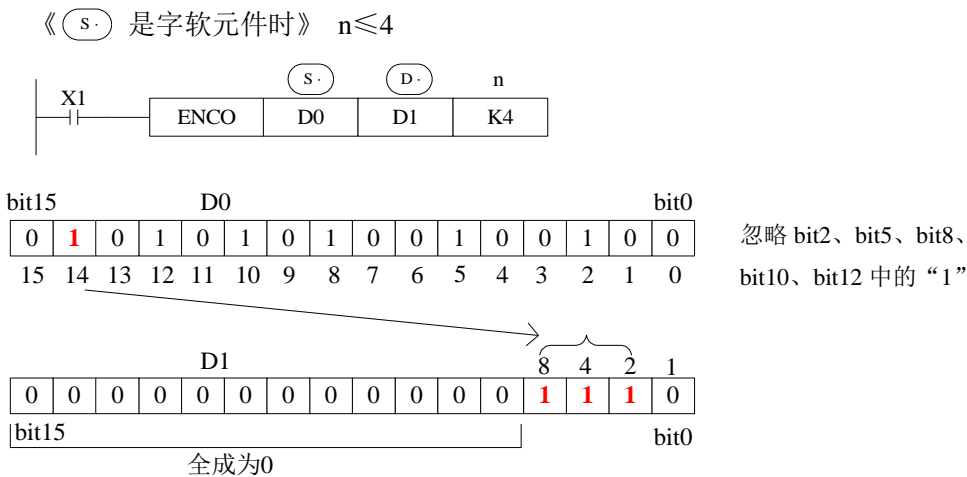 《 S· 是字软元件时》 n≤4
S· D· n
X1
ENCO D0 D1 K4
bit15 D0 bit0
0 1 0 1 0 1 0 1 0 0 1 0 0 1 0 0
15 14 13 12 11 10 9 8 7 6 5 4 3 2 1 0
忽略 bit2、bit5、bit8、
bit10、bit12 中的“1”
D1 8 4 2 1
0 0 0 0 0 0 0 0 0 0 0 0 1 1 1 0
bit15 bit0
全成为0